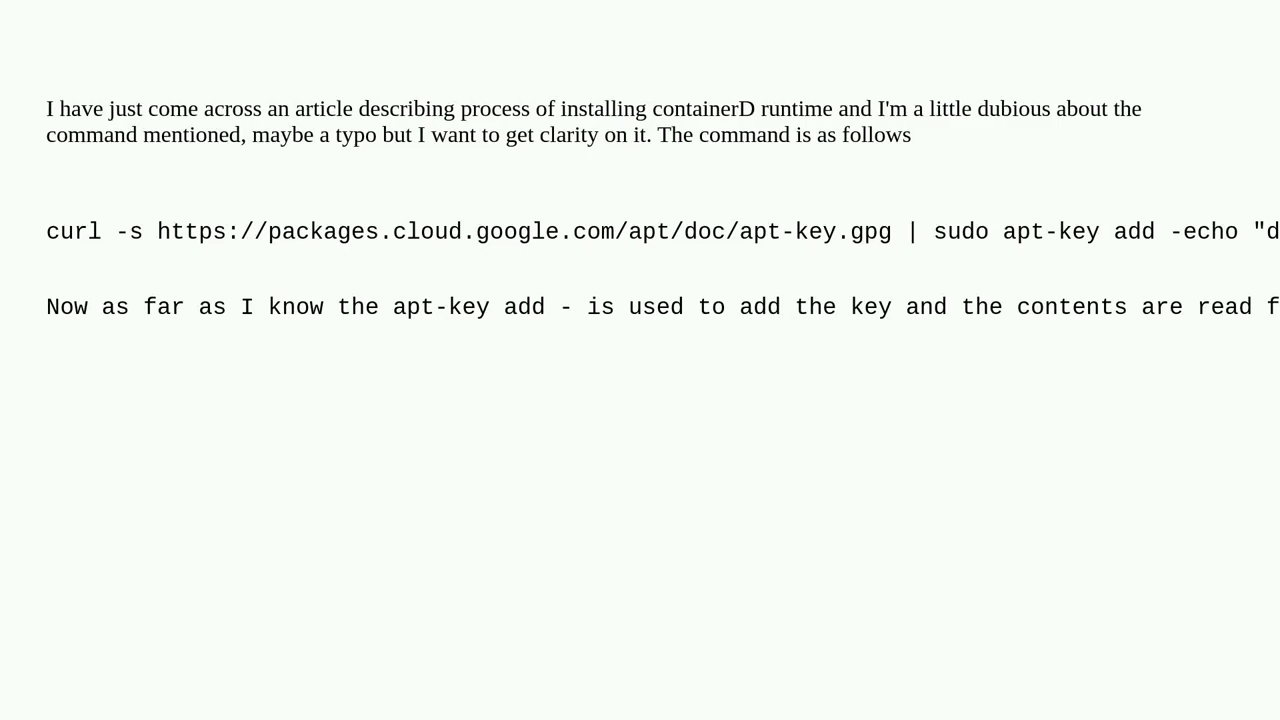 I have just come across an article describing process of installing containerD runtime and I'm a little dubious about the
command mentioned, maybe a typo but I want to get clarity on it. The command is as follows
curl -s https://packages.cloud.google.com/apt/doc/apt-key.gpg | sudo apt-key add -echo "d
Now as far as I know the apt-key add - is used to add the key and the contents are read f